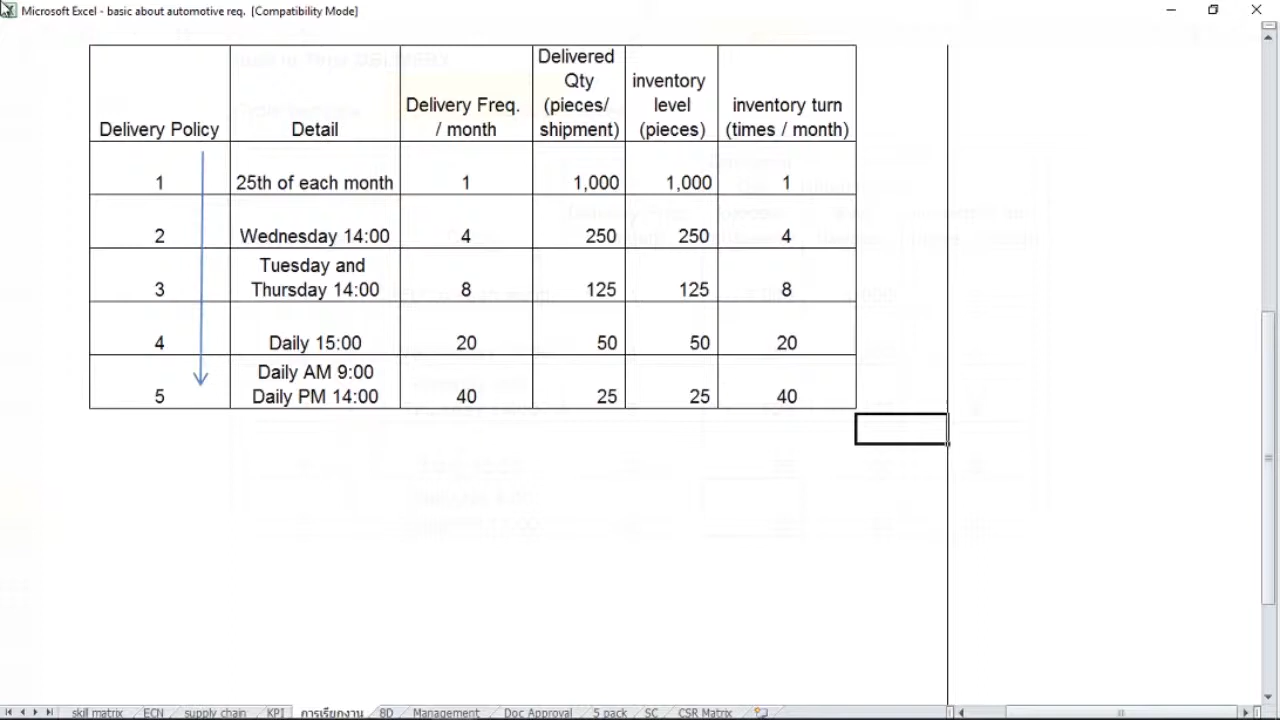 Microsoft Excel - basic about automotive req. [Compatibility Mode]
Delivery Policy
Detail
Delivery Freq.
/ month
Delivered
Qty
(pieces/
shipment)
inventory
level
(pieces)
inventory turn
(times / month)
1
25th of each month
1
1,000
1,000
1
2
Wednesday 14:00
4
250
250
4
3
Tuesday and
Thursday 14:00
8
125
125
8
4
Daily 15:00
20
50
50
20
5
Daily AM 9:00
Daily PM 14:00
40
25
25
40
skill matrix
ECN
supply chain
KPI
การเรียกงาน
8D
Management
Doc Approval
5 pack
SC
CSR Matrix